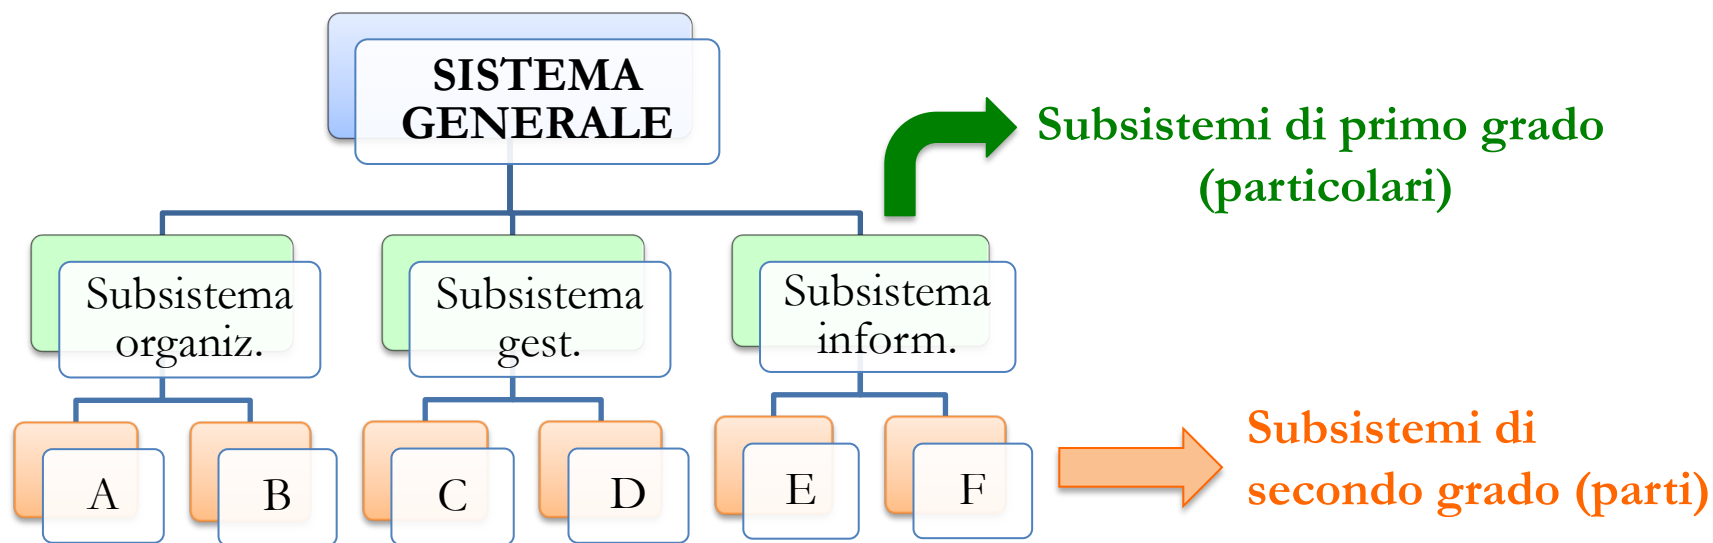 SISTEMA
GENERALE
Subsistemi di primo grado
(particolari)
Subsistema
organiz.
Subsistema
gest.
Subsistema
inform.
A
B
C
D
E
F
Subsistemi di
secondo grado (parti)